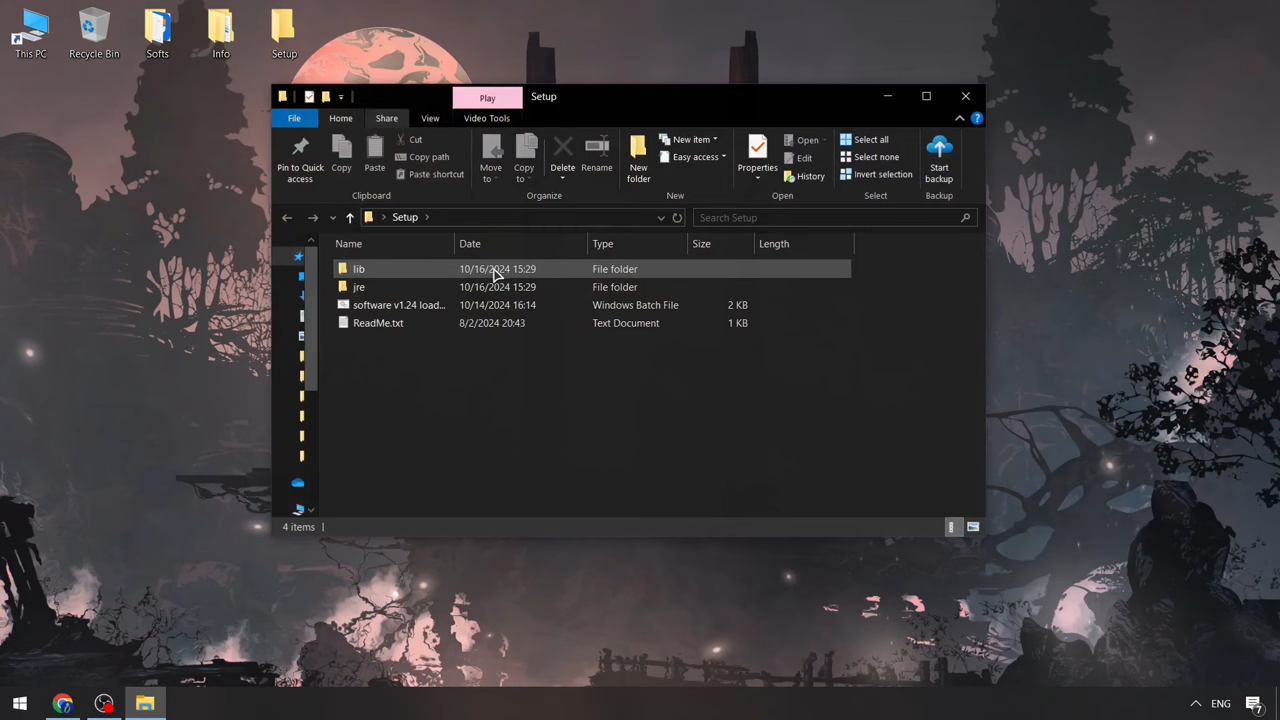 This PC
Recycle Bin
Softs
Info
Setup
Play
Setup
File
Home
Share
View
Video Tools
Pin to Quick access
Copy
Paste
Cut
Copy path
Paste shortcut
Clipboard
Move to
Copy to
Delete
Rename
Organize
New folder
New item
Easy access
New
Properties
Open
Edit
History
Open
Select all
Select none
Invert selection
Select
Start backup
Backup
Setup
Search Setup
Name Date Type Size Length
lib 10/16/2024 15:29 File folder
jre 10/16/2024 15:29 File folder
software v1.24 load... 10/14/2024 16:14 Windows Batch File 2 KB
ReadMe.txt 8/2/2024 20:43 Text Document 1 KB
4 items
ENG
7